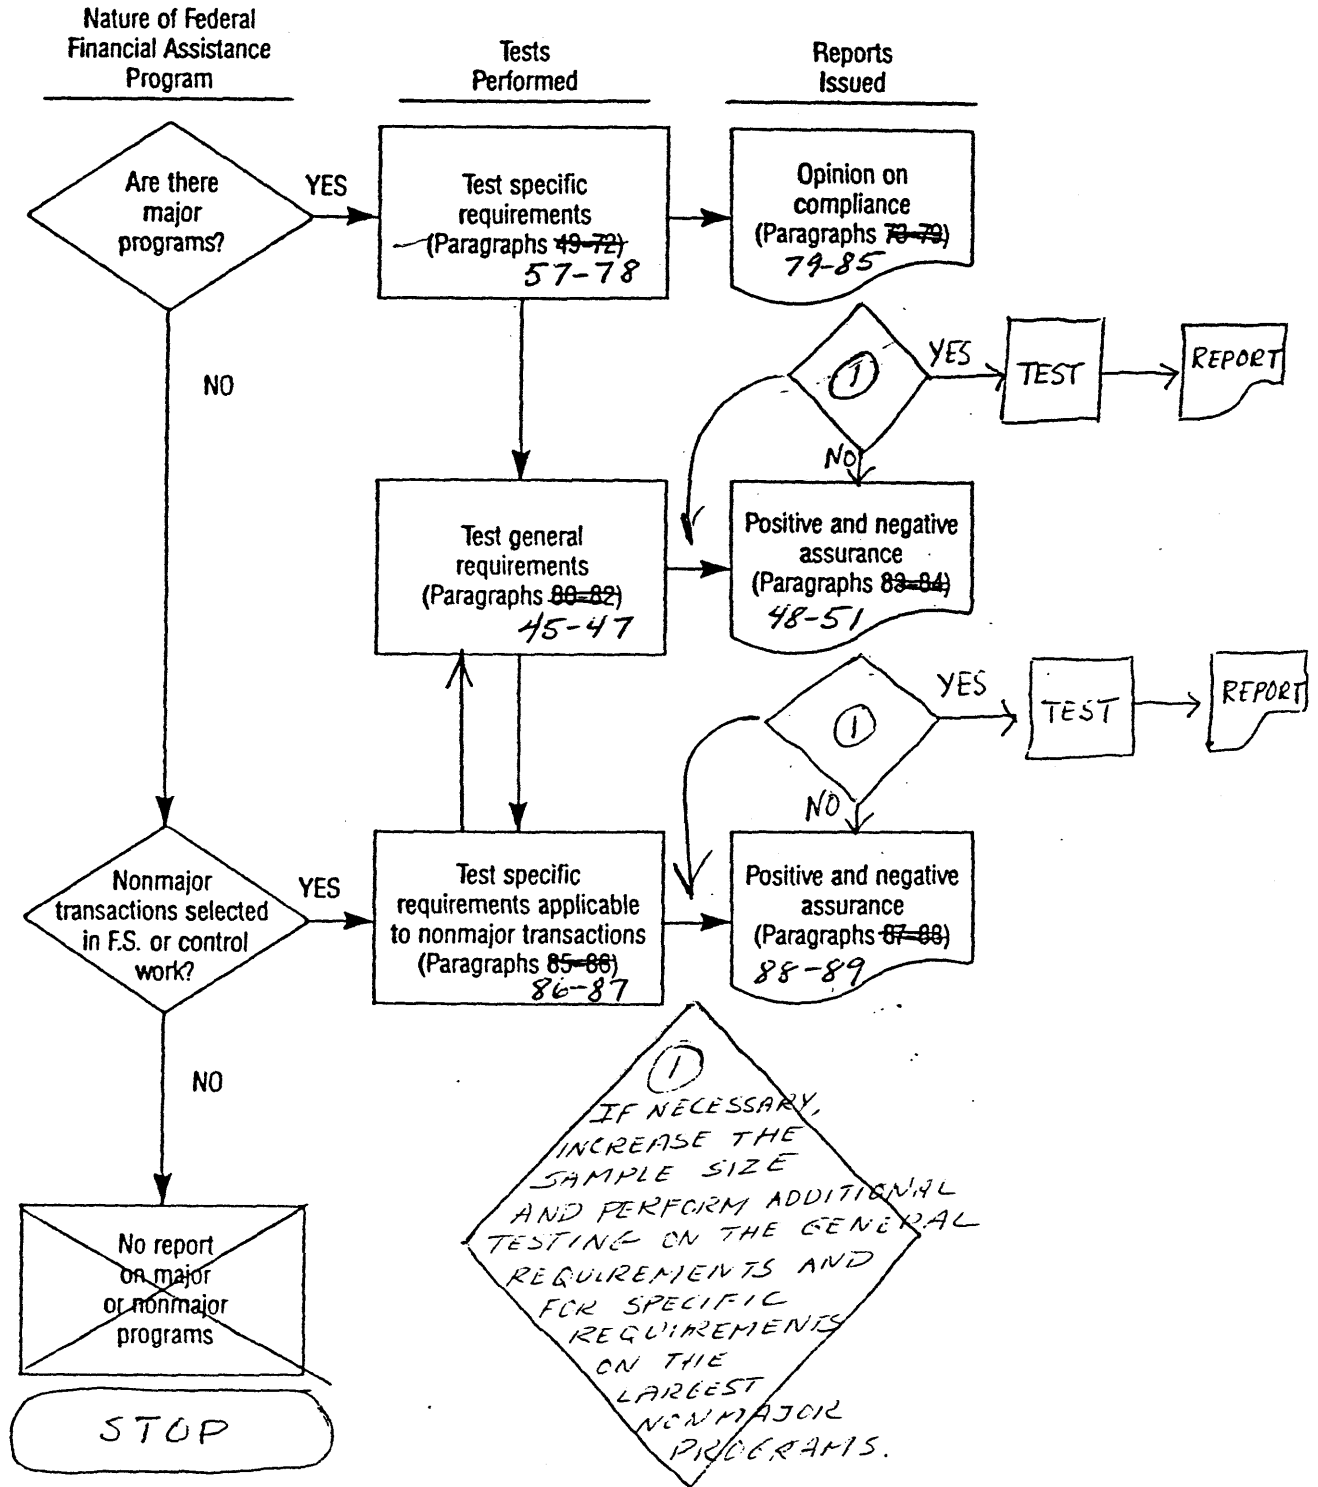 Nature of Federal
Financial Assistance
Program
Tests
Performed
Reports
Issued
Are there
major
programs?
YES
Test specific
requirements
(Paragraphs 49-72)
57-78
Opinion on
compliance
(Paragraphs 73-79)
79-85
NO
1
YES
TEST
REPORT
NO
Test general
requirements
(Paragraphs 80-82)
45-47
Positive and negative
assurance
(Paragraphs 83-84)
48-51
1
YES
TEST
REPORT
NO
Nonmajor
transactions selected
in F.S. or control
work?
YES
Test specific
requirements applicable
to nonmajor transactions
(Paragraphs 85-86)
86-87
Positive and negative
assurance
(Paragraphs 87-88)
88-89
NO
No report
on major
or nonmajor
programs
STOP
1
IF NECESSARY,
INCREASE THE
SAMPLE SIZE
AND PERFORM ADDITIONAL
TESTING ON THE GENERAL
REQUIREMENTS AND
FOR SPECIFIC
REQUIREMENTS
ON THE
LARGEST
NONMAJOR
PROGRAMS.